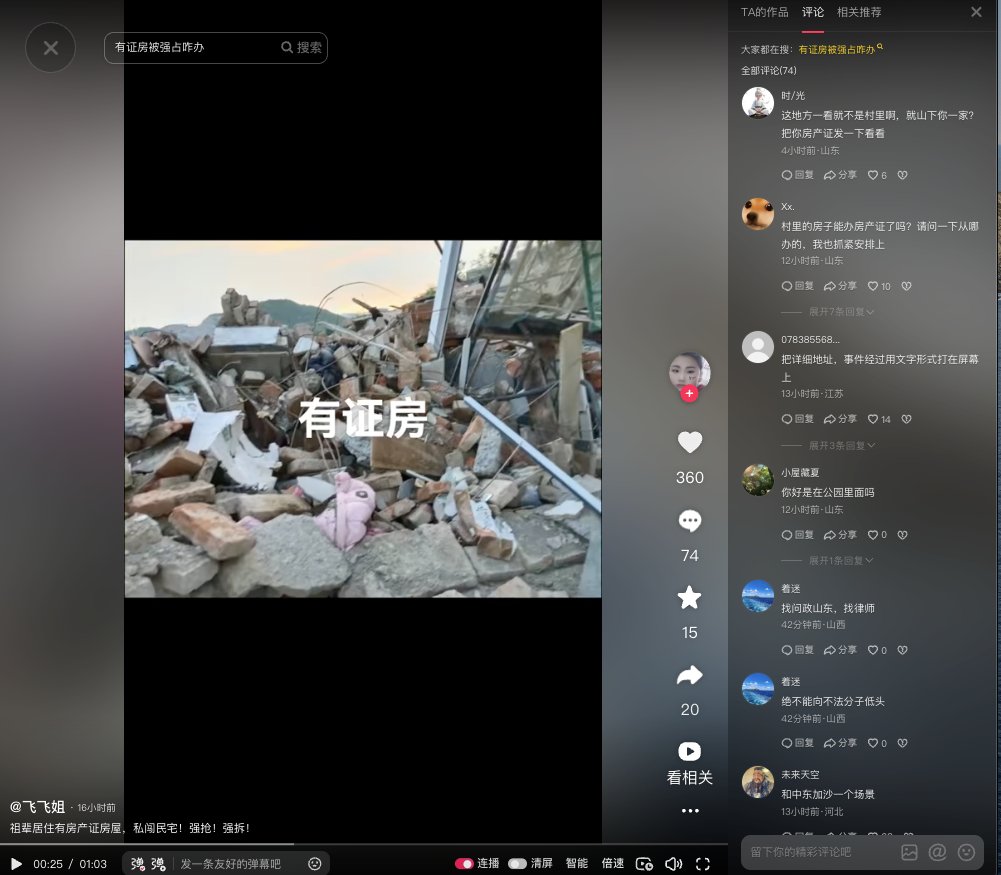 有证房被强占咋办
搜索
有证房
360
74
15
20
看相关
@飞飞姐 · 16小时前
祖辈居住有房产证房屋，私闯民宅！强抢！强拆！
00:25 / 01:03
弹 弹
发一条友好的弹幕吧
连播
清屏
智能
倍速
TA的作品 评论 相关推荐
大家都在搜：有证房被强占咋办
全部评论(74)
时/光
这地方一看就不是村里啊，就山下你一家？
把你房产证发一下看看
4小时前·山东
回复 分享 6
Xx.
村里的房子能办房产证了吗？请问一下从哪
办的，我也抓紧安排上
12小时前·山东
回复 分享 10
展开7条回复
078385568...
把详细地址，事件经过用文字形式打在屏幕
上
13小时前·江苏
回复 分享 14
展开3条回复
小屋藏夏
你好是在公园里面吗
12小时前·山东
回复 分享 0
展开1条回复
着迷
找问政山东，找律师
42分钟前·山西
回复 分享 0
着迷
绝不能向不法分子低头
42分钟前·山西
回复 分享 0
未来天空
和中东加沙一个场景
13小时前·河北
留下你的精彩评论吧